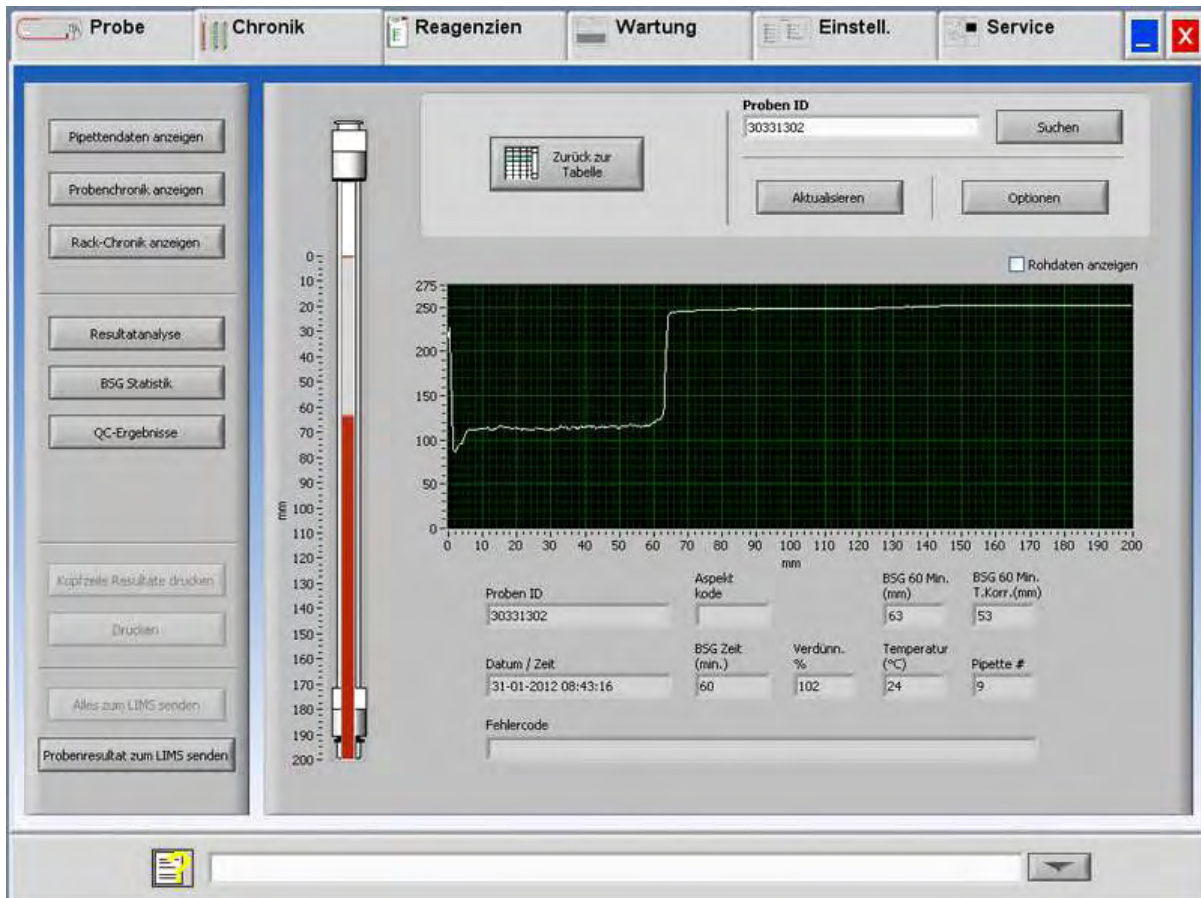 Probe
Chronik
Reagenzien
Wartung
Einstell.
Service
X
Pipettendaten anzeigen
Probenchronik anzeigen
Rack-Chronik anzeigen
Resultatanalyse
BSG Statistik
QC-Ergebnisse
Kopfzeile Resultate drucken
Drucken
Alles zum LIMS senden
Probenresultat zum LIMS senden
mm
0
10
20
30
40
50
60
70
80
90
100
110
120
130
140
150
160
170
180
190
200
Zurück zur
Tabelle
Proben ID
30331302
Suchen
Aktualisieren
Optionen
Rohdaten anzeigen
275
250
200
150
100
50
0
0 10 20 30 40 50 60 70 80 90 100 110 120 130 140 150 160 170 180 190 200
mm
Proben ID
30331302
Aspekt
kode
BSG 60 Min.
(mm)
63
BSG 60 Min.
T.Korr.(mm)
53
Datum / Zeit
31-01-2012 08:43:16
BSG Zeit
(min.)
60
Verdünn.
%
102
Temperatur
(°C)
24
Pipette #
9
Fehlercode